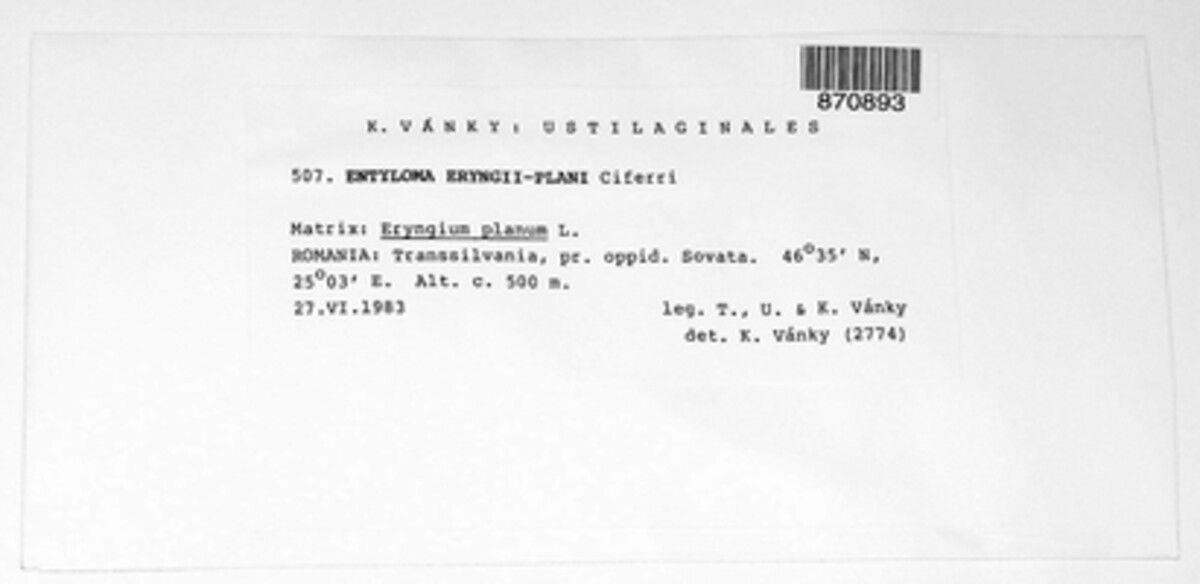 870893
K. VÁNKY: USTILAGINALES
507. ENTYLOMA ERYNGII-PLANI Ciferri
Matrix: Eryngium planum L.
ROMANIA: Transsilvania, pr. oppid. Sovata. 46°35' N,
25°03' E. Alt. c. 500 m.
27.VI.1983 leg. T., U. & K. Vánky
det. K. Vánky (2774)